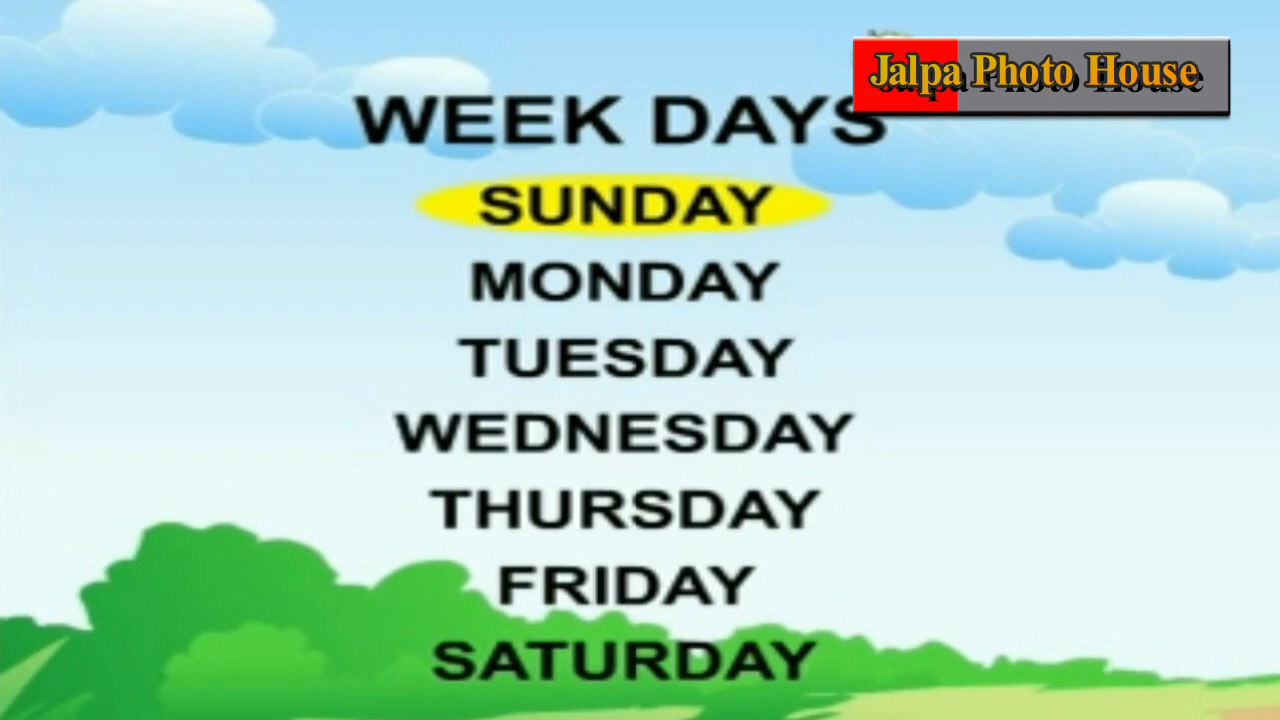 Jalpa Photo House
WEEK DAYS
SUNDAY
MONDAY
TUESDAY
WEDNESDAY
THURSDAY
FRIDAY
SATURDAY